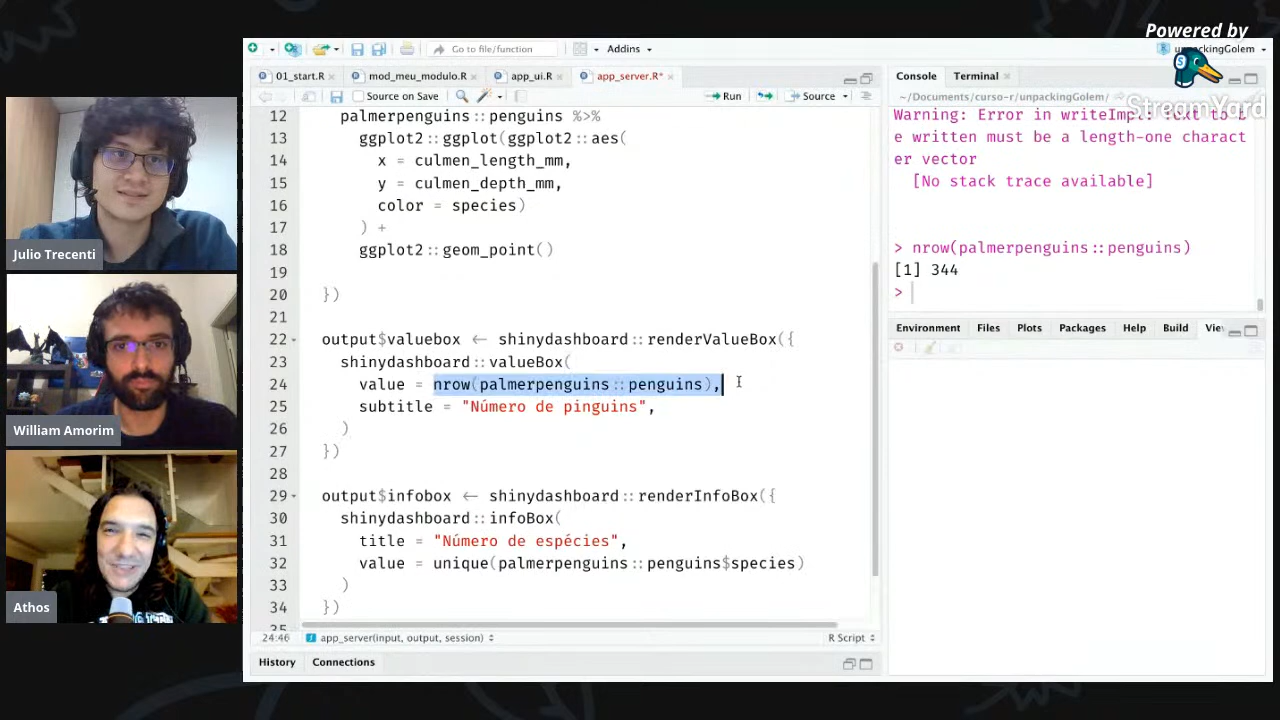 Powered by
StreamYard
Julio Trecenti
William Amorim
Athos
Go to file/function
Addins
unpackingGolem
01_start.R
mod_meu_modulo.R
app_ui.R
app_server.R*
Source on Save
Run
Source
12 palmerpenguins::penguins %>%
13 ggplot2::ggplot(ggplot2::aes(
14 x = culmen_length_mm,
15 y = culmen_depth_mm,
16 color = species)
17 ) +
18 ggplot2::geom_point()
19
20 })
21
22 output$valuebox <- shinydashboard::renderValueBox({
23 shinydashboard::valueBox(
24 value = nrow(palmerpenguins::penguins),
25 subtitle = "Número de pinguins",
26 )
27 })
28
29 output$infobox <- shinydashboard::renderInfoBox({
30 shinydashboard::infoBox(
31 title = "Número de espécies",
32 value = unique(palmerpenguins::penguins$species)
33 )
34 })
35
24:46
app_server(input, output, session)
R Script
History
Connections
Console
Terminal
~/Documents/curso-r/unpackingGolem/
Warning: Error in writeImpl: Text to b
e written must be a length-one charact
er vector
[No stack trace available]
> nrow(palmerpenguins::penguins)
[1] 344
>
Environment
Files
Plots
Packages
Help
Build